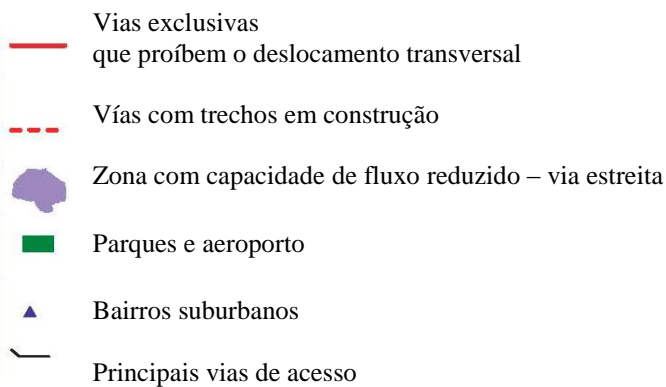 Vias exclusivas
que proíbem o deslocamento transversal
Vías com trechos em construção
Zona com capacidade de fluxo reduzido – via estreita
Parques e aeroporto
Bairros suburbanos
Principais vias de acesso